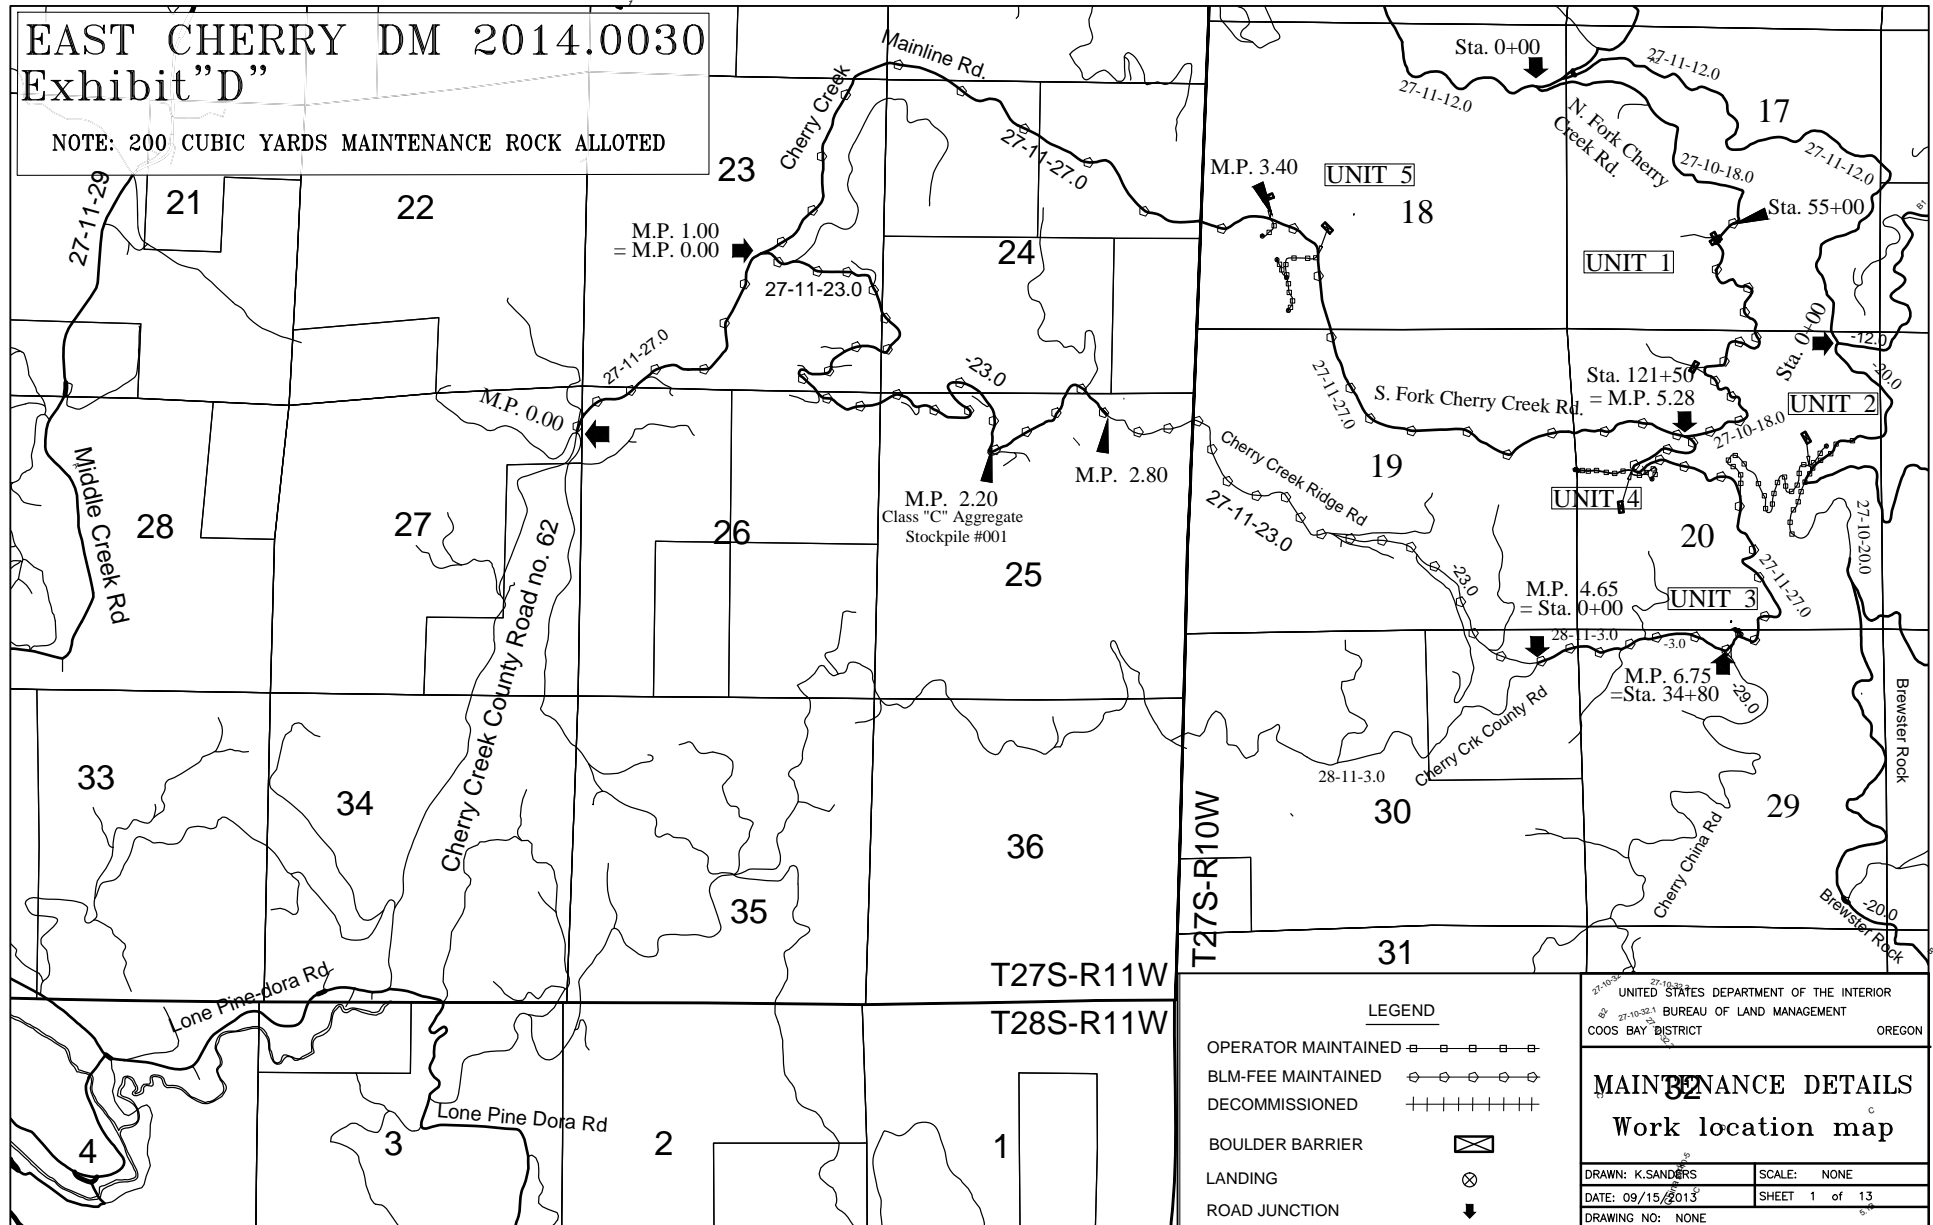 EAST CHERRY DM 2014.0030
Exhibit"D"
NOTE: 200 CUBIC YARDS MAINTENANCE ROCK ALLOTED
27-11-29
21
22
23
Cherry Creek
Mainline Rd.
27-11-27.0
M.P. 1.00
= M.P. 0.00
27-11-23.0
24
27-11-27.0
M.P. 0.00
-23.0
M.P. 2.20
Class "C" Aggregate
Stockpile #001
M.P. 2.80
Middle Creek Rd
28
27
26
25
Cherry Creek County Road no. 62
33
34
35
36
T27S-R11W
T28S-R11W
Lone Pine-dora Rd
Lone Pine Dora Rd
4
3
2
1
Sta. 0+00
27-11-12.0
27-11-12.0
17
N. Fork Cherry
Creek Rd.
27-10-18.0
27-11-12.0
M.P. 3.40
UNIT 5
18
Sta. 55+00
UNIT 1
B1
Sta. 0+00
-12.0
-20.0
27-11-27.0
S. Fork Cherry Creek Rd.
Sta. 121+50
= M.P. 5.28
UNIT 2
27-10-18.0
19
Cherry Creek Ridge Rd
27-11-23.0
UNIT 4
20
27-10-20.0
-23.0
M.P. 4.65
= Sta. 0+00
UNIT 3
27-11-27.0
28-11-3.0
-3.0
M.P. 6.75
=Sta. 34+80
-29.0
Cherry Crk County Rd
28-11-3.0
Brewster Rock
T27S-R10W
30
29
Cherry China Rd
-20.0
Brewster Rock
31
LEGEND
OPERATOR MAINTAINED
BLM-FEE MAINTAINED
DECOMMISSIONED
BOULDER BARRIER
LANDING
ROAD JUNCTION
UNITED STATES DEPARTMENT OF THE INTERIOR
B2
27-10-32.1
BUREAU OF LAND MANAGEMENT
COOS BAY DISTRICT OREGON
MAINTENANCE DETAILS
32
Work location map
DRAWN: K.SANDERS
SCALE: NONE
DATE: 09/15/2013
SHEET 1 of 13
DRAWING NO: NONE